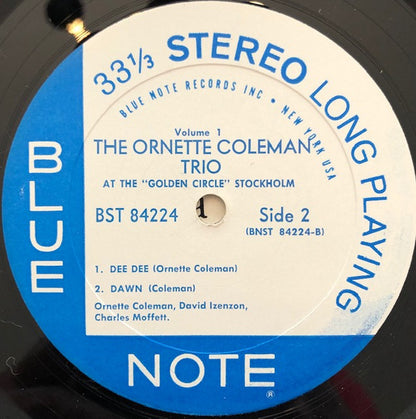 33 1/3 STEREO LONG PLAYING
BLUE NOTE RECORDS INC • NEW YORK USA
Volume 1
THE ORNETTE COLEMAN
TRIO
AT THE "GOLDEN CIRCLE" STOCKHOLM
BST 84224
Side 2
(BNST 84224-B)
1. DEE DEE (Ornette Coleman)
2. DAWN (Coleman)
Ornette Coleman, David Izenzon,
Charles Moffett.
BLUE
NOTE
®